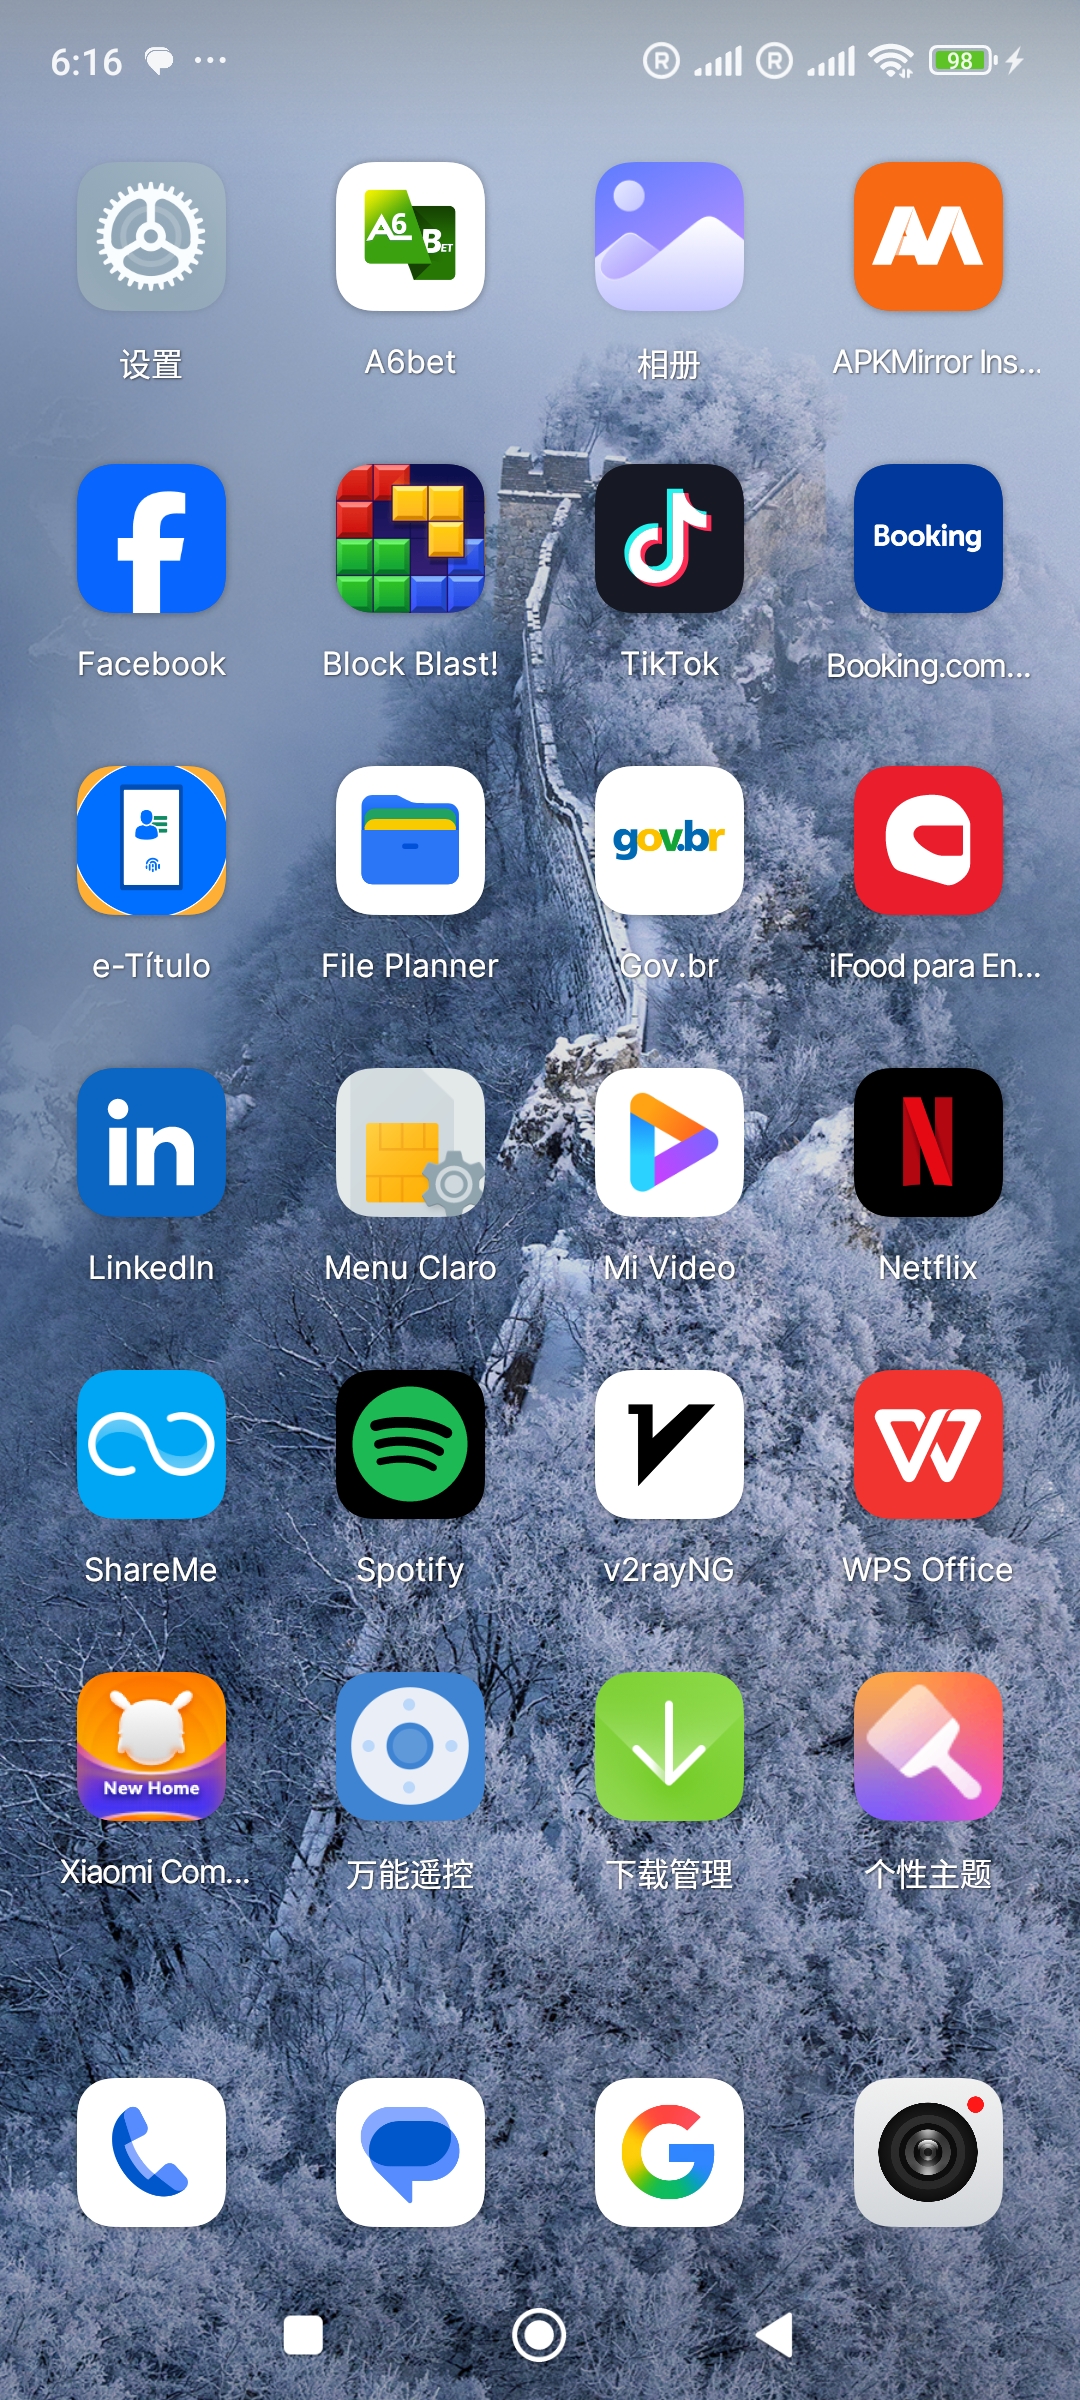 6:16 ... R R 98
设置 A6bet 相册 APKMirror Ins...
A6 BET
Booking
Facebook Block Blast! TikTok Booking.com...
gov.br
e-Título File Planner Gov.br iFood para En...
in N
LinkedIn Menu Claro Mi Video Netflix
ShareMe Spotify v2rayNG WPS Office
New Home
Xiaomi Com... 万能遥控 下载管理 个性主题
G